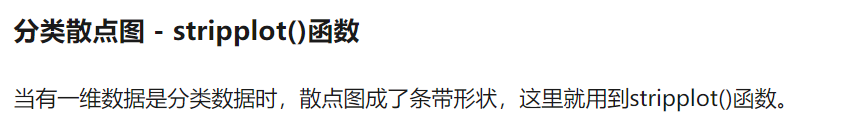 分类散点图 - stripplot()函数
当有一维数据是分类数据时，散点图成了条带形状，这里就用到stripplot()函数。